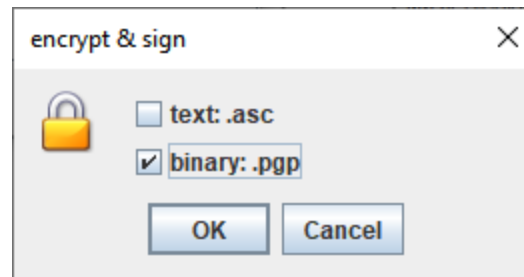 encrypt & sign
text: .asc
binary: .pgp
OK Cancel